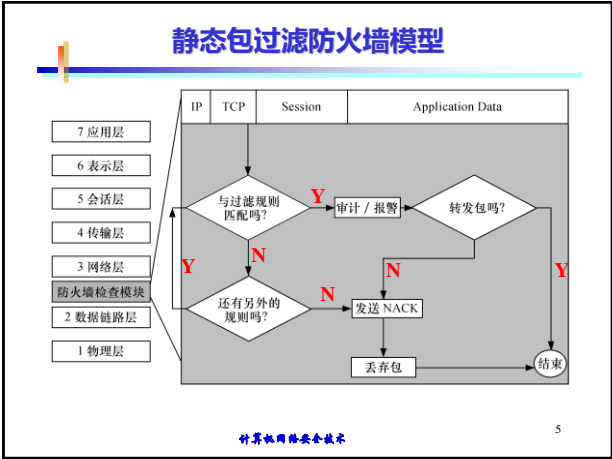 静态包过滤防火墙模型
IP TCP Session Application Data
7 应用层
6 表示层
5 会话层
4 传输层
3 网络层
防火墙检查模块
2 数据链路层
1 物理层
与过滤规则
匹配吗?
Y
审计 / 报警
转发包吗?
N
Y
N
Y
还有另外的
规则吗?
N
发送 NACK
丢弃包
结束
计算机网络安全技术
5